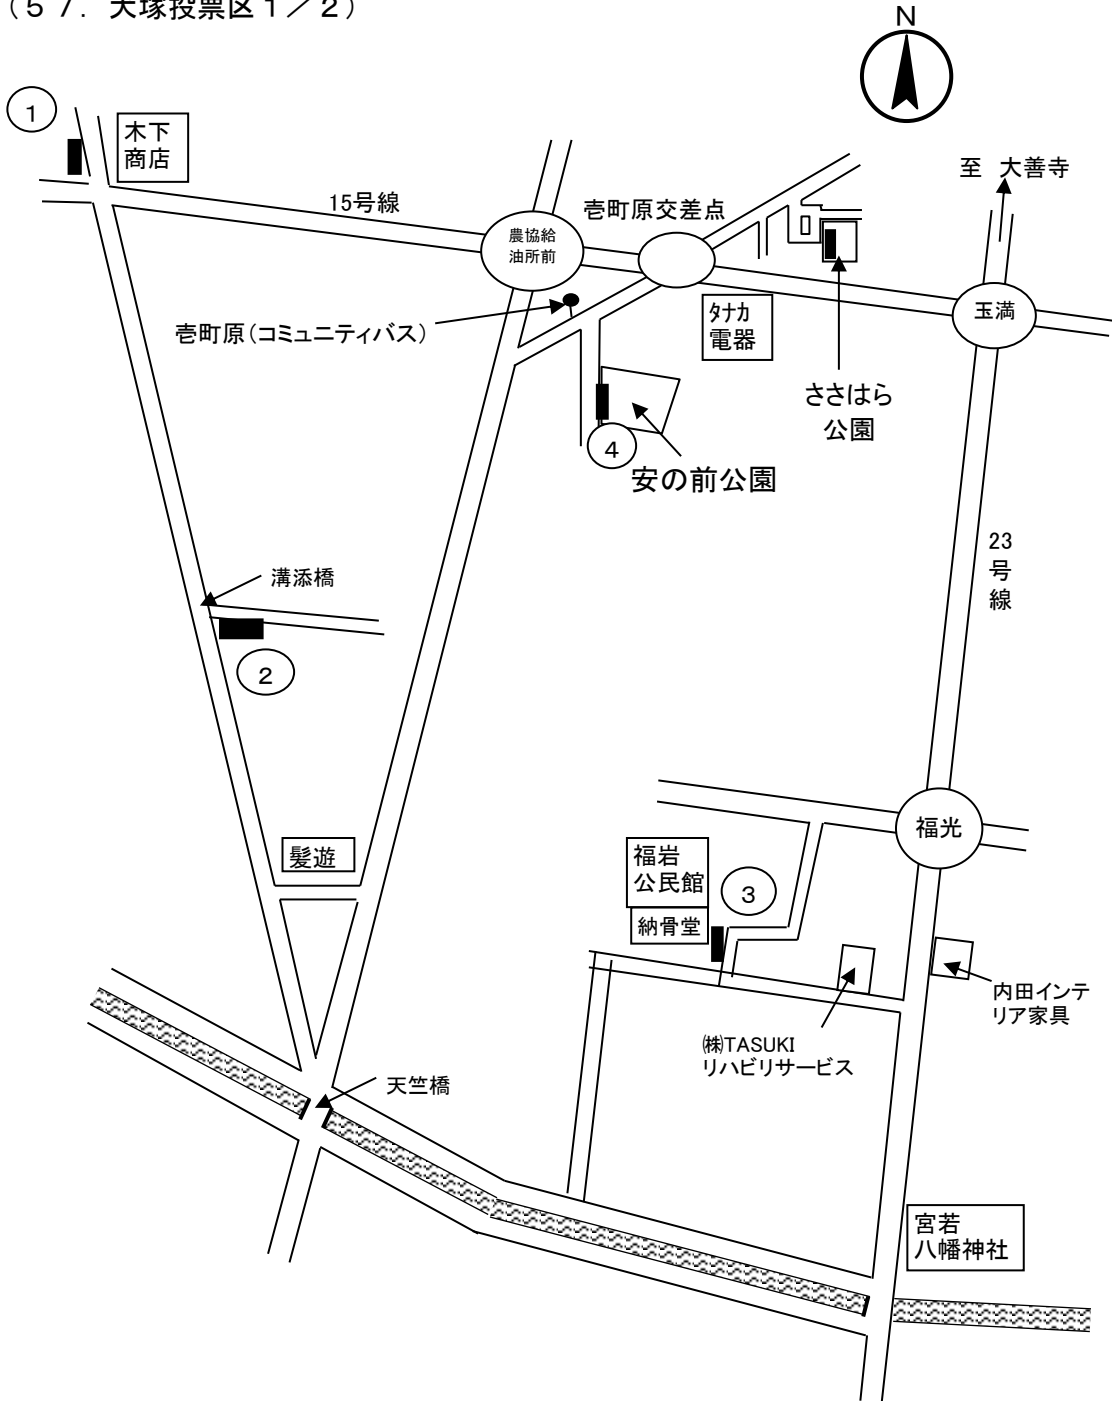 (57. 大塚投票区1/2)
N
1
木下
商店
15号線
農協給
油所前
壱町原交差点
至 大善寺
玉満
壱町原(コミュニティバス)
ﾀﾅｶ
電器
ささはら
公園
4
安の前公園
23
号
線
溝添橋
2
髪遊
福光
福岩
公民館
3
納骨堂
内田インテ
リア家具
㈱TASUKI
リハビリサービス
天竺橋
宮若
八幡神社